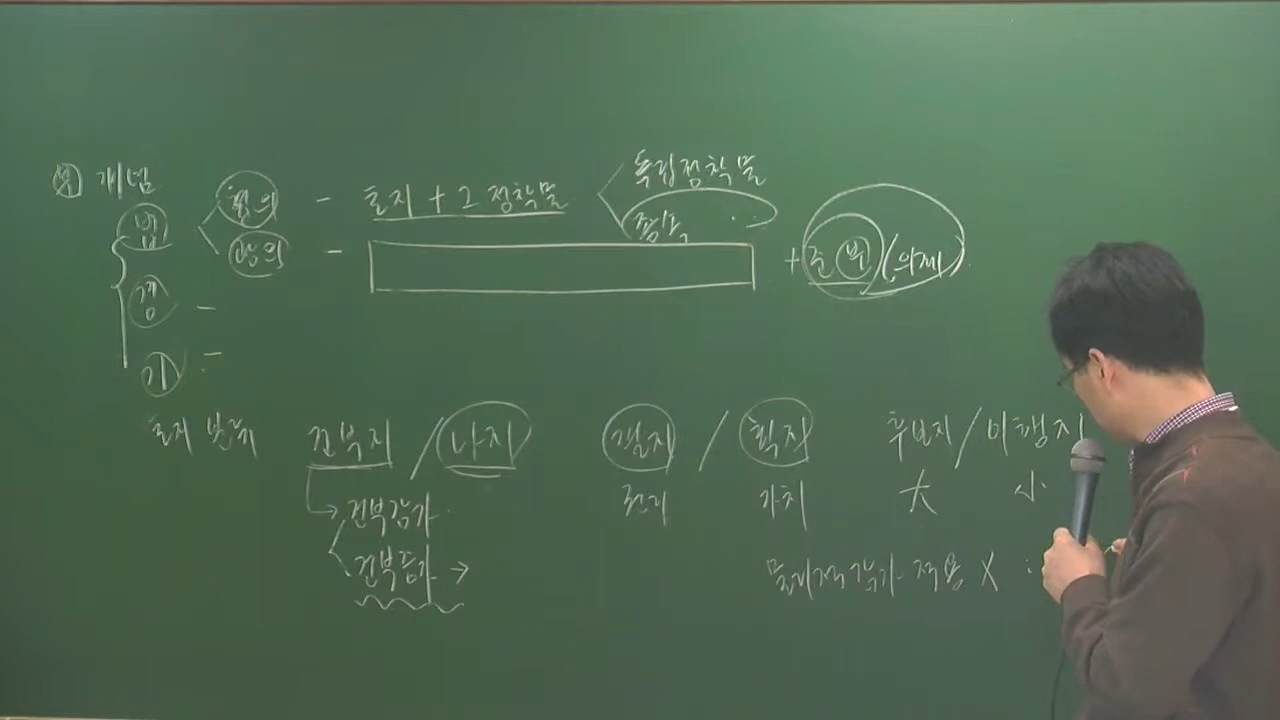 개념
법 협의 - 토지 + 2 정착물 독립정착물
종속
광의 - + 준 부 (의제)
경 -
기 -
토지 분류 건부지 / 나지 필지 / 획지 후보지 / 이행지
권리 가치 大 小
건부감가
건부증가 →
물리적 감가 적용 X